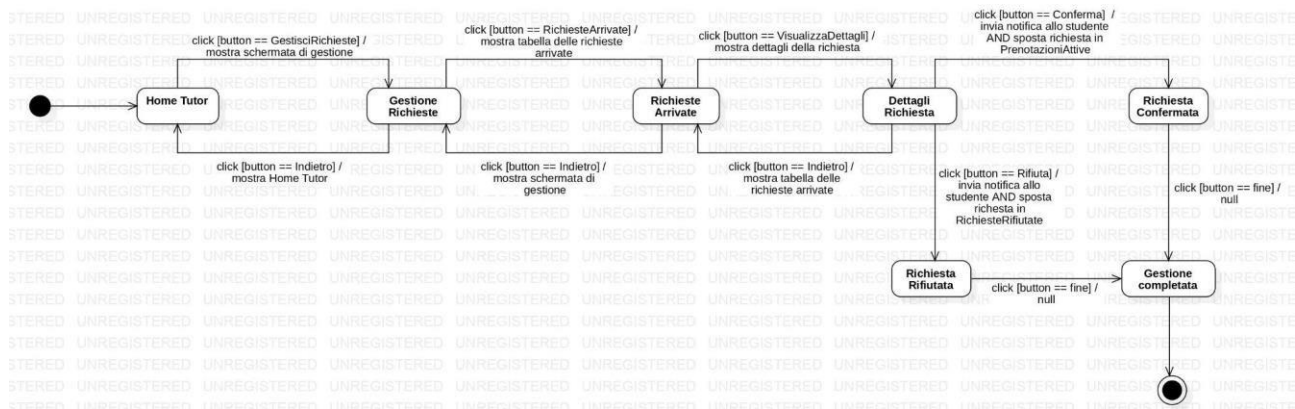 click [button == GestisciRichieste] /
mostra schermata di gestione
click [button == RichiesteArrivate] /
mostra tabella delle richieste
arrivate
click [button == VisualizzaDettagli] /
mostra dettagli della richiesta
click [button == Conferma] /
invia notifica allo studente
AND sposta richiesta in
PrenotazioniAttive
Home Tutor
Gestione
Richieste
Richieste
Arrivate
Dettagli
Richiesta
Richiesta
Confermata
click [button == Indietro] /
mostra Home Tutor
click [button == Indietro] /
mostra schermata di
gestione
click [button == Indietro] /
mostra tabella delle
richieste arrivate
click [button == Rifiuta] /
invia notifica allo
studente AND sposta
richesta in
RichiesteRifiutate
click [button == fine] /
null
Richiesta
Rifiutata
click [button == fine] /
null
Gestione
completata
UNREGISTERED